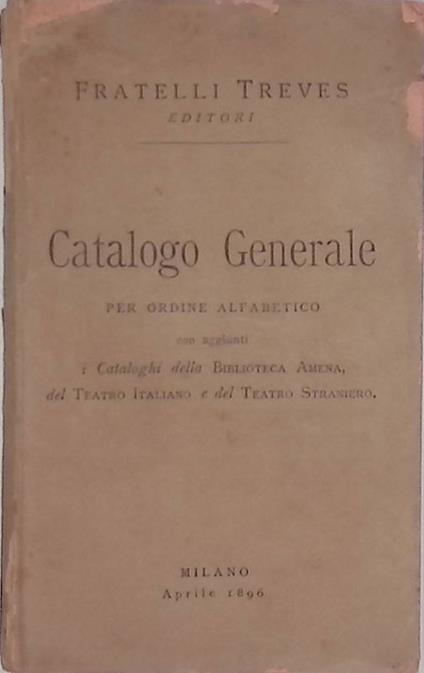 FRATELLI TREVES
EDITORI
Catalogo Generale
PER ORDINE ALFABETICO
con aggiunti
i Cataloghi della BIBLIOTECA AMENA,
del TEATRO ITALIANO e del TEATRO STRANIERO.
MILANO
Aprile 1896